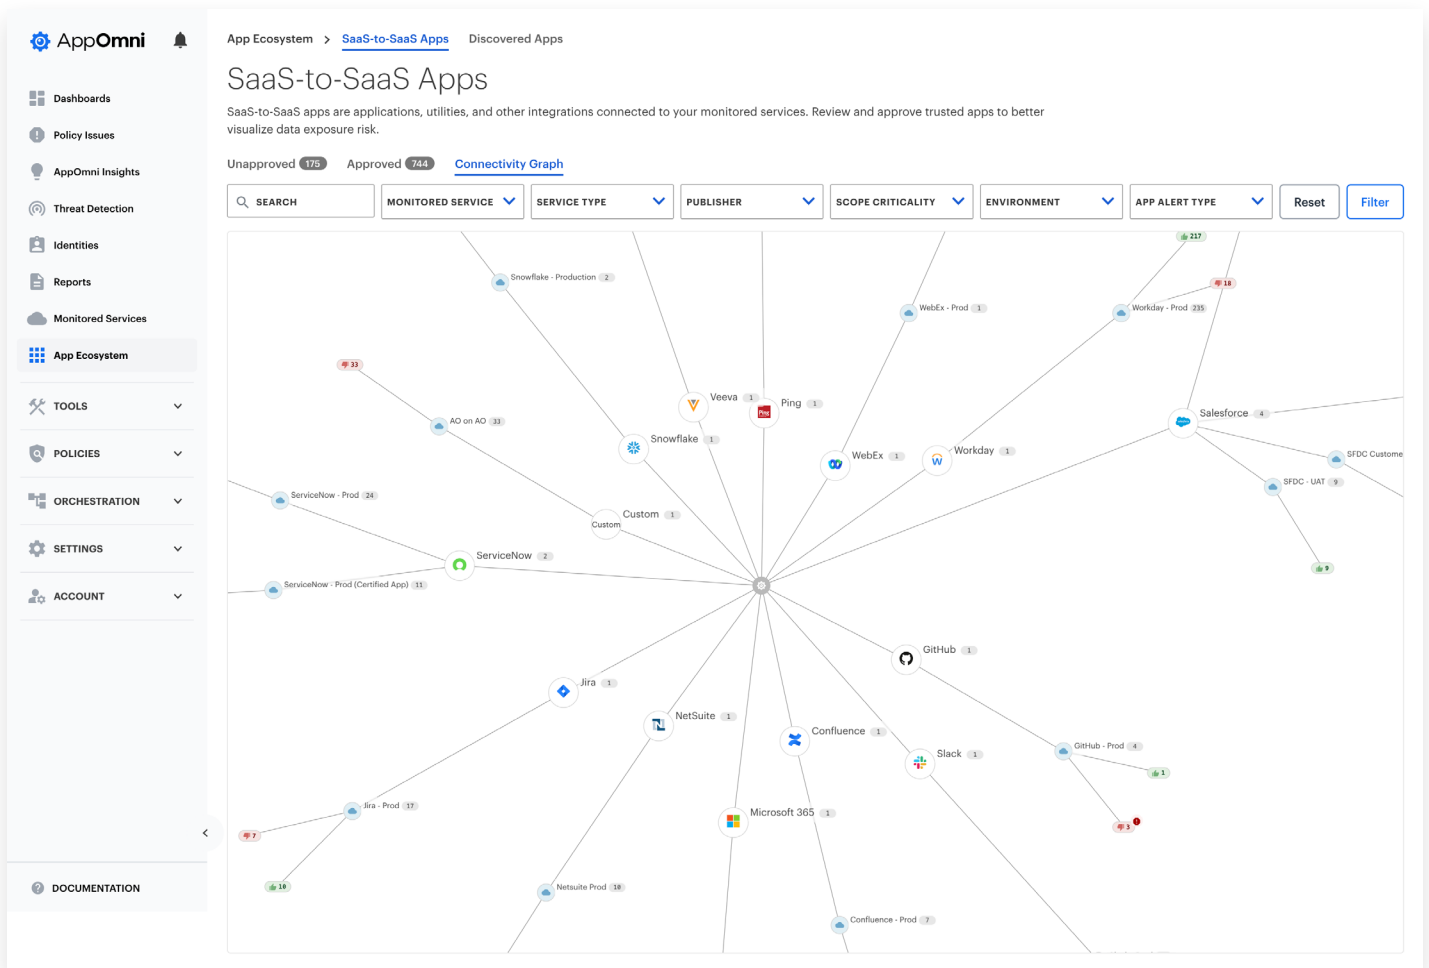 AppOmni
App Ecosystem > SaaS-to-SaaS Apps Discovered Apps
SaaS-to-SaaS Apps
SaaS-to-SaaS apps are applications, utilities, and other integrations connected to your monitored services. Review and approve trusted apps to better
visualize data exposure risk.
Unapproved 175 Approved 744 Connectivity Graph
SEARCH MONITORED SERVICE SERVICE TYPE PUBLISHER SCOPE CRITICALITY ENVIRONMENT APP ALERT TYPE Reset Filter
Dashboards
Policy Issues
AppOmni Insights
Threat Detection
Identities
Reports
Monitored Services
App Ecosystem
TOOLS
POLICIES
ORCHESTRATION
SETTINGS
ACCOUNT
DOCUMENTATION
217
Snowflake - Production 2
18
WebEx - Prod 1
Workday - Prod 235
33
Veeva 1
Ping
Ping 1
Salesforce 4
AO on AO 33
Snowflake 1
WebEx 1
Workday 1
SFDC Custome
SFDC - UAT 9
ServiceNow - Prod 24
Custom 1
Custom
ServiceNow 2
9
ServiceNow - Prod (Certified App) 11
GitHub 1
Jira 1
NetSuite 1
Confluence 1
GitHub - Prod 4
Slack 1
1
Jira - Prod 17
Microsoft 365 1
3
7
10
Netsuite Prod 10
Confluence - Prod 7